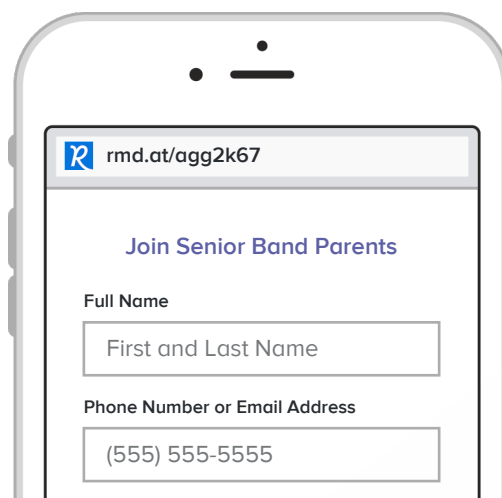 rmd.at/agg2k67
Join Senior Band Parents
Full Name
First and Last Name
Phone Number or Email Address
(555) 555-5555